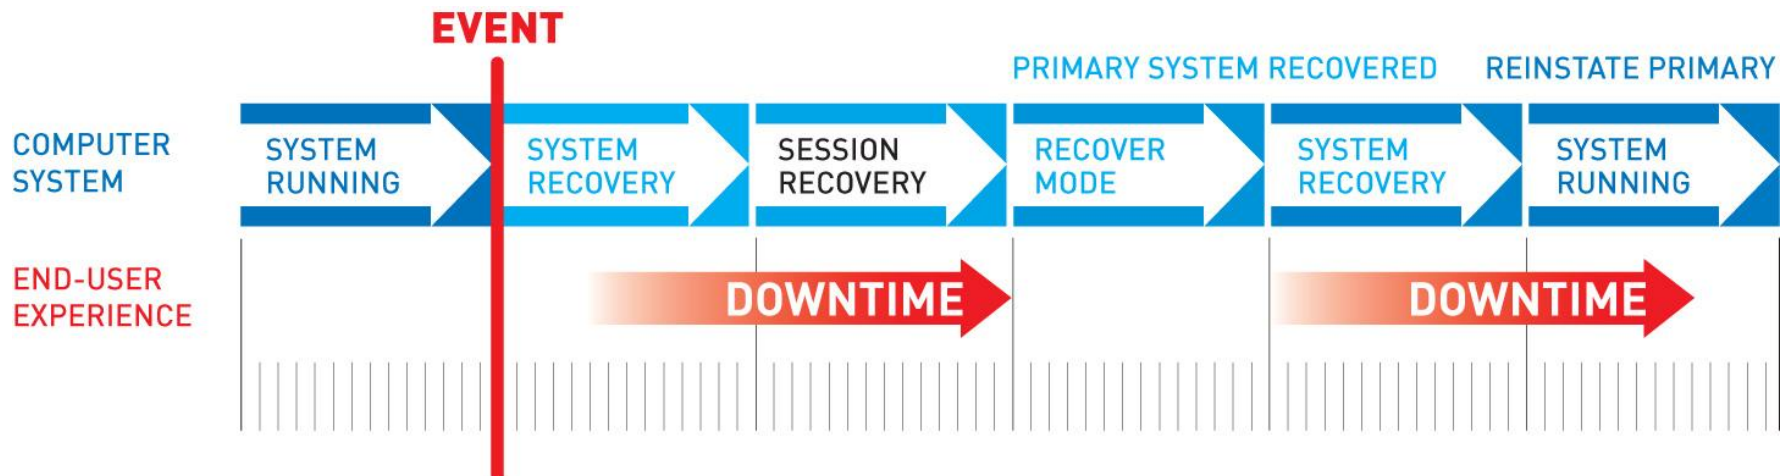 EVENT
PRIMARY SYSTEM RECOVERED
REINSTATE PRIMARY
COMPUTER
SYSTEM
SYSTEM
RUNNING
SYSTEM
RECOVERY
SESSION
RECOVERY
RECOVER
MODE
SYSTEM
RECOVERY
SYSTEM
RUNNING
END-USER
EXPERIENCE
DOWNTIME
DOWNTIME